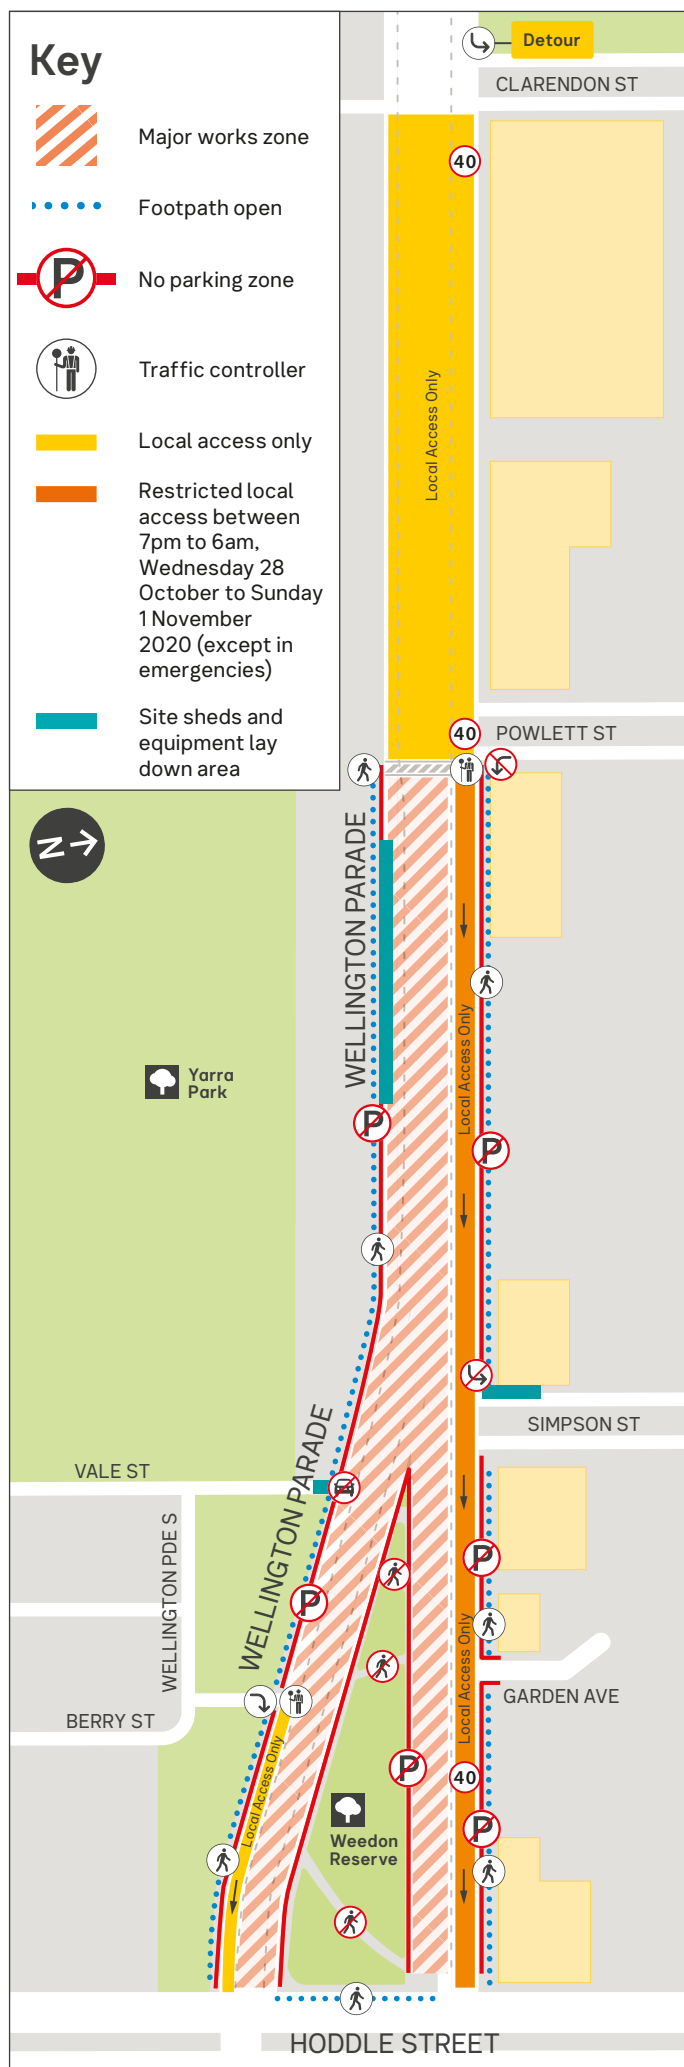 Key
Major works zone
Footpath open
P
No parking zone
Traffic controller
Local access only
Restricted local
access between
7pm to 6am,
Wednesday 28
October to Sunday
1 November
2020 (except in
emergencies)
Site sheds and
equipment lay
down area
N
Detour
CLARENDON ST
40
Local Access Only
40
POWLETT ST
WELLINGTON PARADE
Local Access Only
Yarra
Park
P
P
SIMPSON ST
VALE ST
WELLINGTON PARADE
WELLINGTON PDE S
P
P
Local Access Only
GARDEN AVE
BERRY ST
Local Access Only
P
40
P
Weedon
Reserve
HODDLE STREET